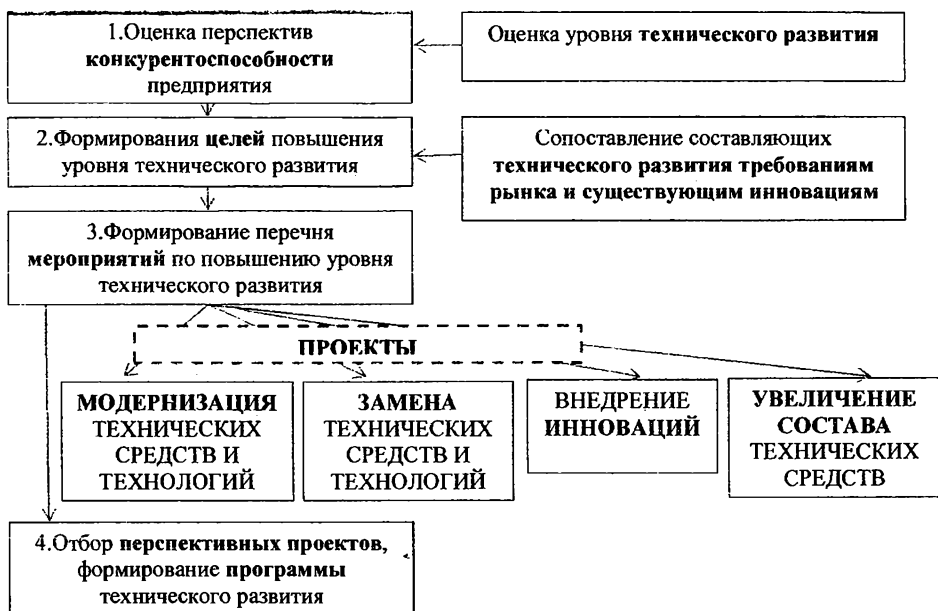 1.Оценка перспектив
конкурентоспособности
предприятия
Оценка уровня технического развития
2.Формирования целей повышения
уровня технического развития
Сопоставление составляющих
технического развития требованиям
рынка и существующим инновациям
3.Формирование перечня
мероприятий по повышению уровня
технического развития
ПРОЕКТЫ
МОДЕРНИЗАЦИЯ
ТЕХНИЧЕСКИХ
СРЕДСТВ И
ТЕХНОЛОГИЙ
ЗАМЕНА
ТЕХНИЧЕСКИХ
СРЕДСТВ И
ТЕХНОЛОГИЙ
ВНЕДРЕНИЕ
ИННОВАЦИЙ
УВЕЛИЧЕНИЕ
СОСТАВА
ТЕХНИЧЕСКИХ
СРЕДСТВ
4.Отбор перспективных проектов,
формирование программы
технического развития